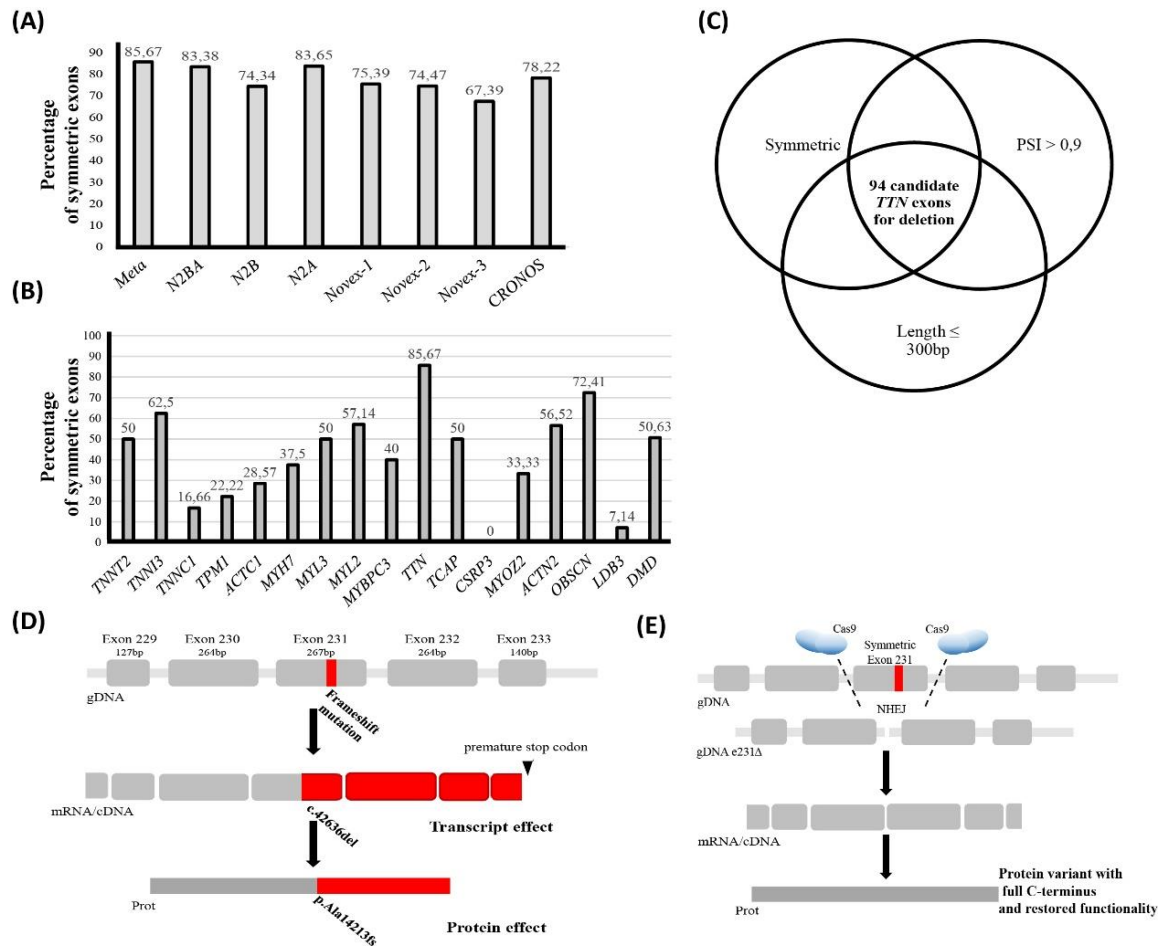 (A)
Percentage
of symmetric exons
90
80
70
60
50
40
30
20
10
0
85,67
83,38
74,34
83,65
75,39
74,47
67,39
78,22
Meta
N2BA
N2B
N2A
Novex-1
Novex-2
Novex-3
CRONOS
(B)
Percentage
of symmetric exons
100
90
80
70
60
50
40
30
20
10
0
50
62,5
16,66
22,22
28,57
37,5
50
57,14
40
85,67
50
0
33,33
56,52
72,41
7,14
50,63
TNNT2
TNNI3
TNNC1
TPM1
ACTC1
MYH7
MYL3
MYL2
MYBPC3
TTN
TCAP
CSRP3
MYOZ2
ACTN2
OBSCN
LDB3
DMD
(C)
Symmetric
PSI > 0,9
94 candidate
TTN exons
for deletion
Length ≤
300bp
(D)
Exon 229
127bp
Exon 230
264bp
Exon 231
267bp
Exon 232
264bp
Exon 233
140bp
gDNA
Frameshift
mutation
premature stop codon
mRNA/cDNA
c.42636del
Transcript effect
Prot
p.Ala14213fs
Protein effect
(E)
Cas9
Cas9
Symmetric
Exon 231
gDNA
NHEJ
gDNA e231Δ
mRNA/cDNA
Prot
Protein variant with
full C-terminus
and restored functionality